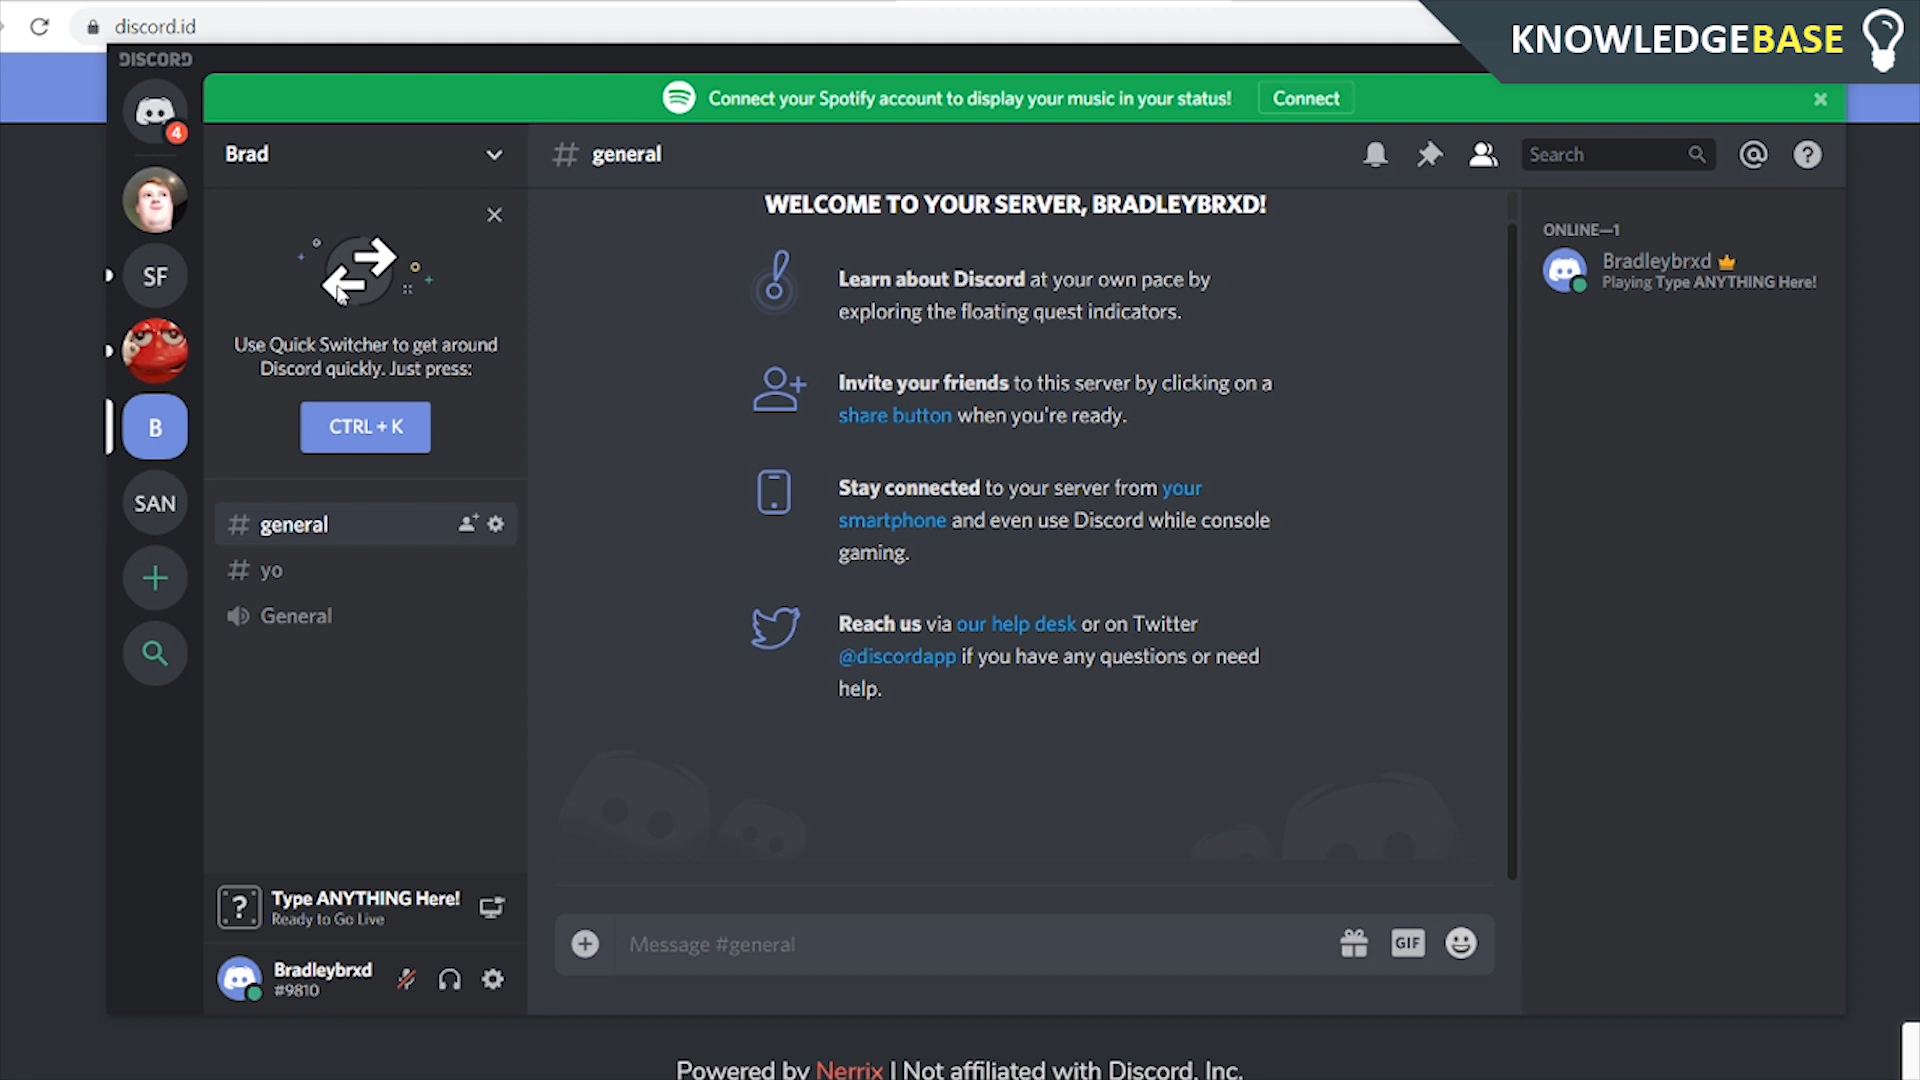 discord.id
KNOWLEDGEBASE
DISCORD
Connect your Spotify account to display your music in your status!
Connect
4
Brad
general
Search
WELCOME TO YOUR SERVER, BRADLEYBRXD!
ONLINE—1
Bradleybrxd
Playing Type ANYTHING Here!
SF
Learn about Discord at your own pace by
exploring the floating quest indicators.
Use Quick Switcher to get around
Discord quickly. Just press:
Invite your friends to this server by clicking on a
share button when you're ready.
CTRL + K
B
SAN
Stay connected to your server from your
smartphone and even use Discord while console
gaming.
# general
# yo
General
Reach us via our help desk or on Twitter
@discordapp if you have any questions or need
help.
Type ANYTHING Here!
Ready to Go Live
Message #general
GIF
Bradleybrxd
#9810
Powered by Nerrix | Not affiliated with Discord, Inc.